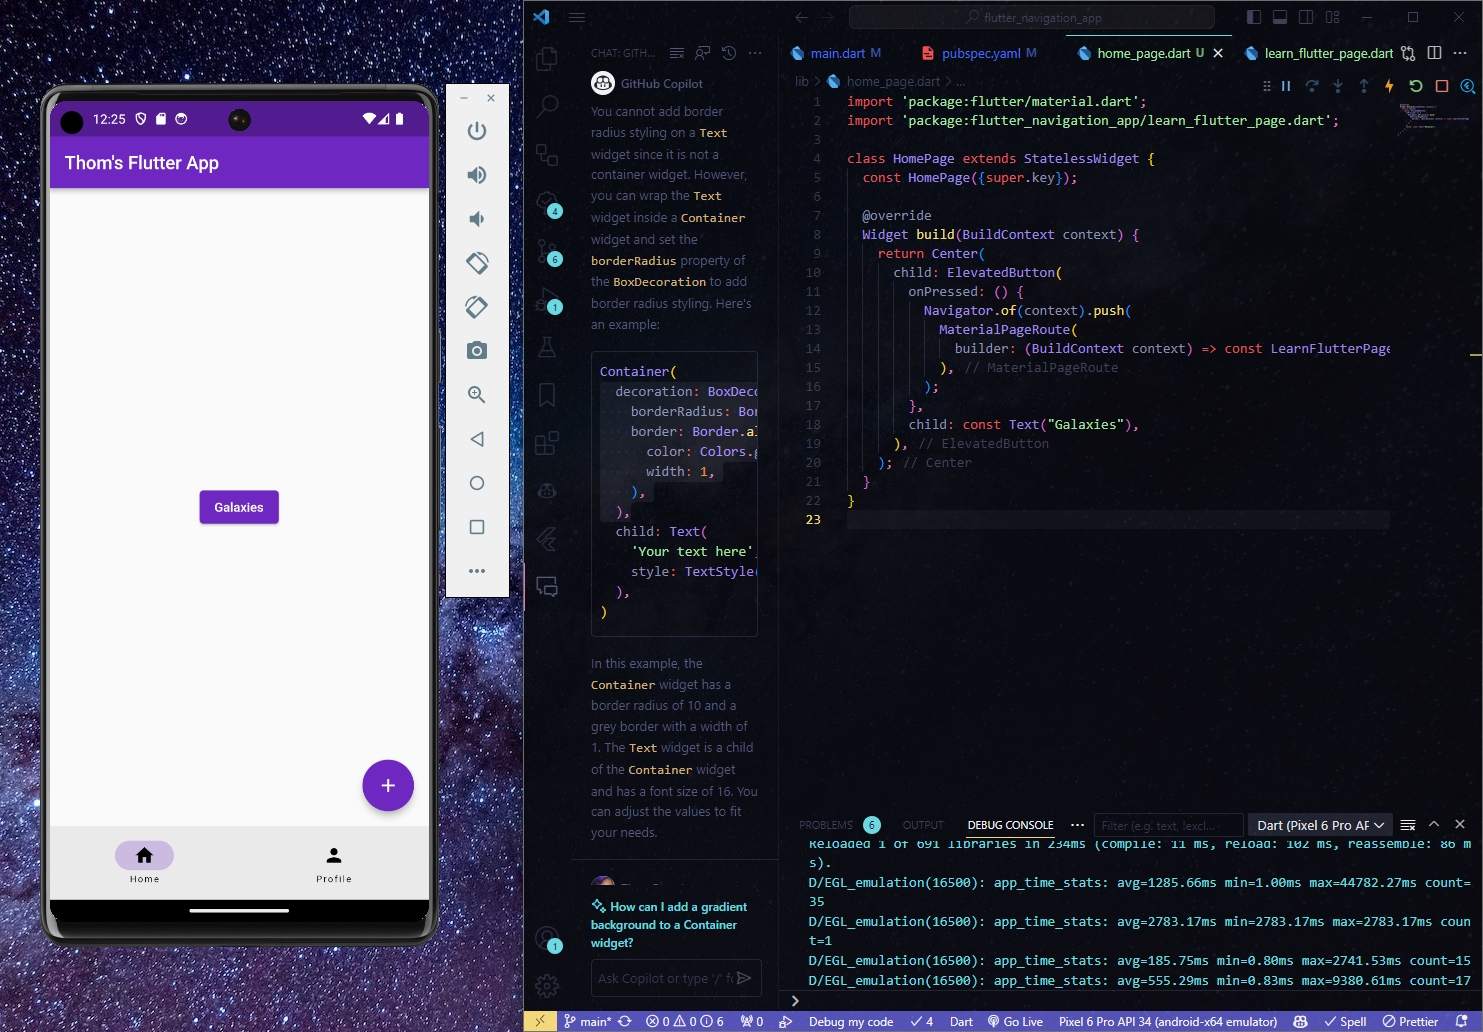 12:25
Thom's Flutter App
Galaxies
Home
Profile
flutter_navigation_app
CHAT: GITH...
GitHub Copilot
You cannot add border
radius styling on a Text
widget since it is not a
container widget. However,
you can wrap the Text
widget inside a Container
widget and set the
borderRadius property of
the BoxDecoration to add
border radius styling. Here's
an example:
Container(
decoration: BoxDeco
borderRadius: Bor
border: Border.al
color: Colors.g
width: 1,
),
),
child: Text(
'Your text here',
style: TextStyle(
),
)
In this example, the
Container widget has a
border radius of 10 and a
grey border with a width of
1. The Text widget is a child
of the Container widget
and has a font size of 16. You
can adjust the values to fit
your needs.
How can I add a gradient
background to a Container
widget?
Ask Copilot or type '/' f
4
6
1
1
main.dart M
pubspec.yaml M
home_page.dart U
learn_flutter_page.dart
lib > home_page.dart > ...
1 import 'package:flutter/material.dart';
2 import 'package:flutter_navigation_app/learn_flutter_page.dart';
3
4 class HomePage extends StatelessWidget {
5 const HomePage({super.key});
6
7 @override
8 Widget build(BuildContext context) {
9 return Center(
10 child: ElevatedButton(
11 onPressed: () {
12 Navigator.of(context).push(
13 MaterialPageRoute(
14 builder: (BuildContext context) => const LearnFlutterPage
15 ), // MaterialPageRoute
16 );
17 },
18 child: const Text("Galaxies"),
19 ), // ElevatedButton
20 ); // Center
21 }
22 }
23
PROBLEMS 6 OUTPUT DEBUG CONSOLE ... Filter (e.g. text, !excl... Dart (Pixel 6 Pro AP
Reloaded 1 of 691 libraries in 234ms (compile: 11 ms, reload: 102 ms, reassemble: 86 m
s).
D/EGL_emulation(16500): app_time_stats: avg=1285.66ms min=1.00ms max=44782.27ms count=
35
D/EGL_emulation(16500): app_time_stats: avg=2783.17ms min=2783.17ms max=2783.17ms coun
t=1
D/EGL_emulation(16500): app_time_stats: avg=185.75ms min=0.80ms max=2741.53ms count=15
D/EGL_emulation(16500): app_time_stats: avg=555.29ms min=0.83ms max=9380.61ms count=17
main* 0 0 6 0 Debug my code 4 Dart Go Live Pixel 6 Pro API 34 (android-x64 emulator) Spell Prettier